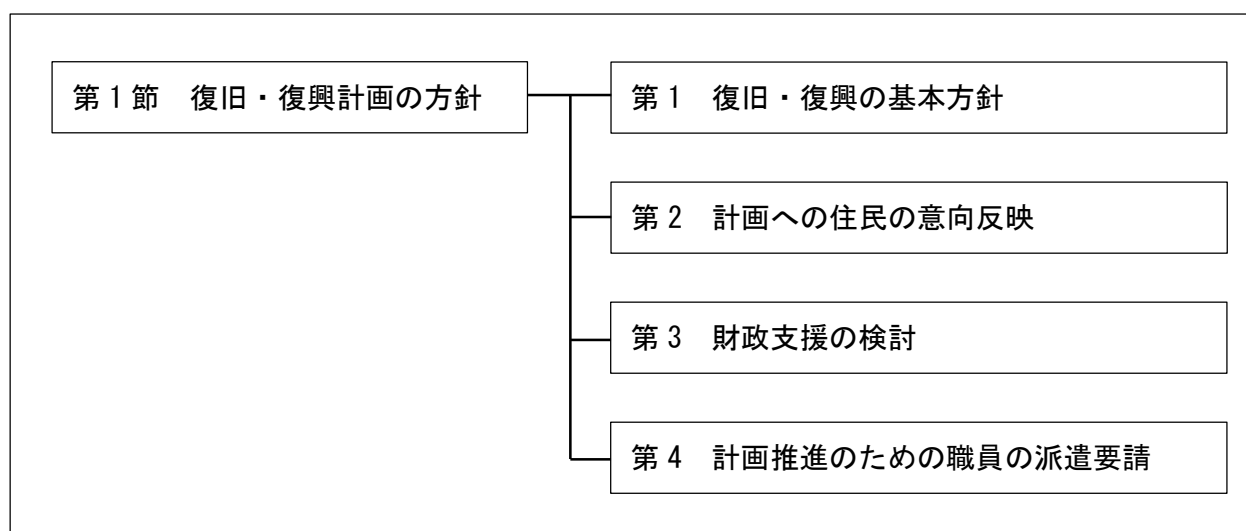 第1節　復旧・復興計画の方針
第1　復旧・復興の基本方針
第2　計画への住民の意向反映
第3　財政支援の検討
第4　計画推進のための職員の派遣要請